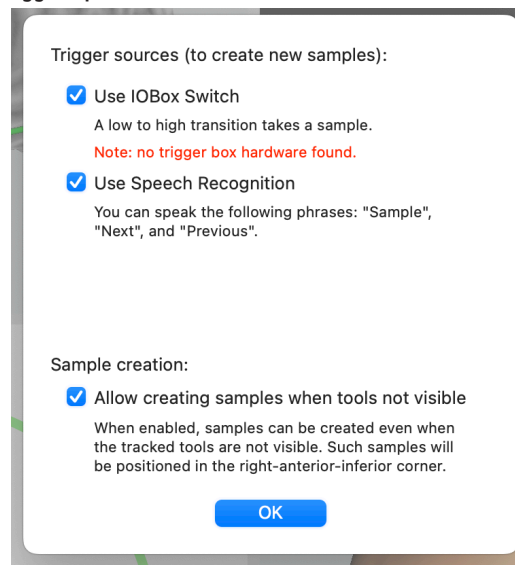 Trigger sources (to create new samples):
Use IOBox Switch
A low to high transition takes a sample.
Note: no trigger box hardware found.
Use Speech Recognition
You can speak the following phrases: "Sample",
"Next", and "Previous".
Sample creation:
Allow creating samples when tools not visible
When enabled, samples can be created even when
the tracked tools are not visible. Such samples will
be positioned in the right-anterior-inferior corner.
OK